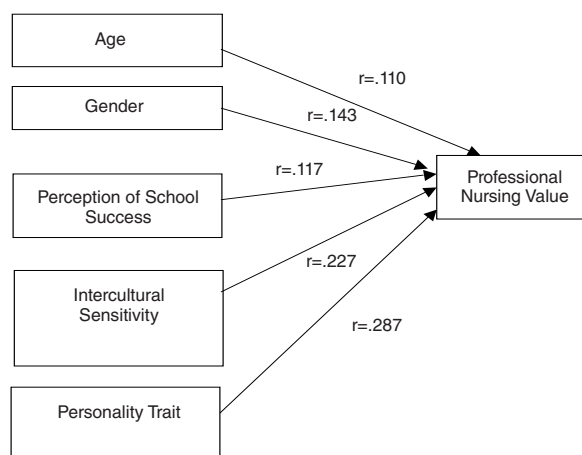 Age
r=.110
Gender
r=.143
r=.117
Professional
Nursing Value
Perception of School
Success
Intercultural
Sensitivity
r=.227
r=.287
Personality Trait